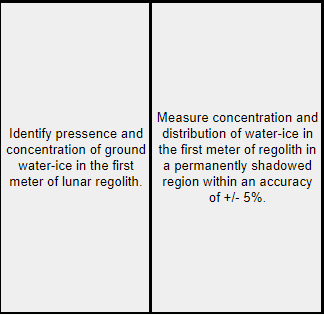 Identify pressence and
concentration of ground
water-ice in the first
meter of lunar regolith.
Measure concentration and
distribution of water-ice in
the first meter of regolith in
a permanently shadowed
region within an accuracy
of +/- 5%.